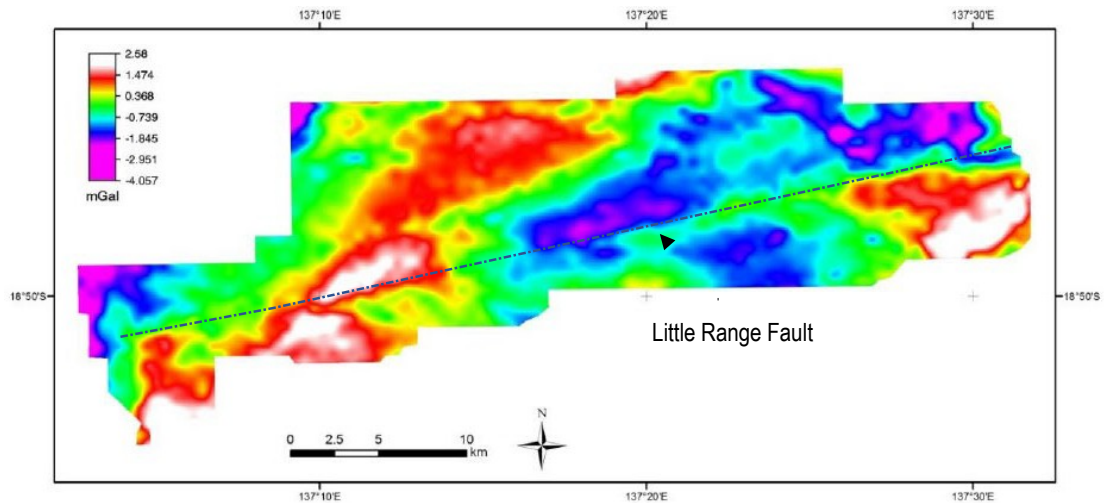 137°10'E 137°20'E 137°30'E
2.58
1.474
0.368
-0.739
-1.845
-2.951
-4.057
mGal
18°50'S 18°50'S
Little Range Fault
N
0 2.5 5 10
km
137°10'E 137°20'E 137°30'E